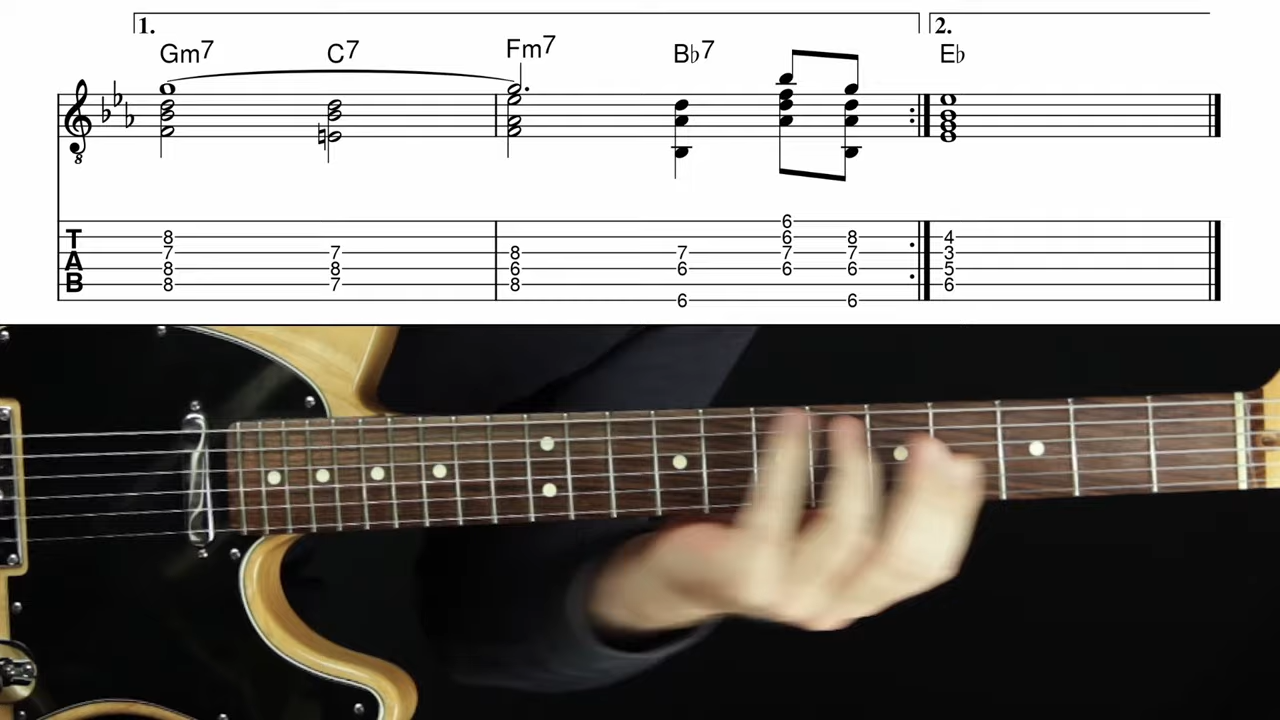 1. 2.
Gm7 C7 Fm7 B♭7 E♭
8
6
8 6 8 4
7 7 8 7 7 7 3
T
A
B
8 8 6 6 6 6 5
8 7 8 6
6 6